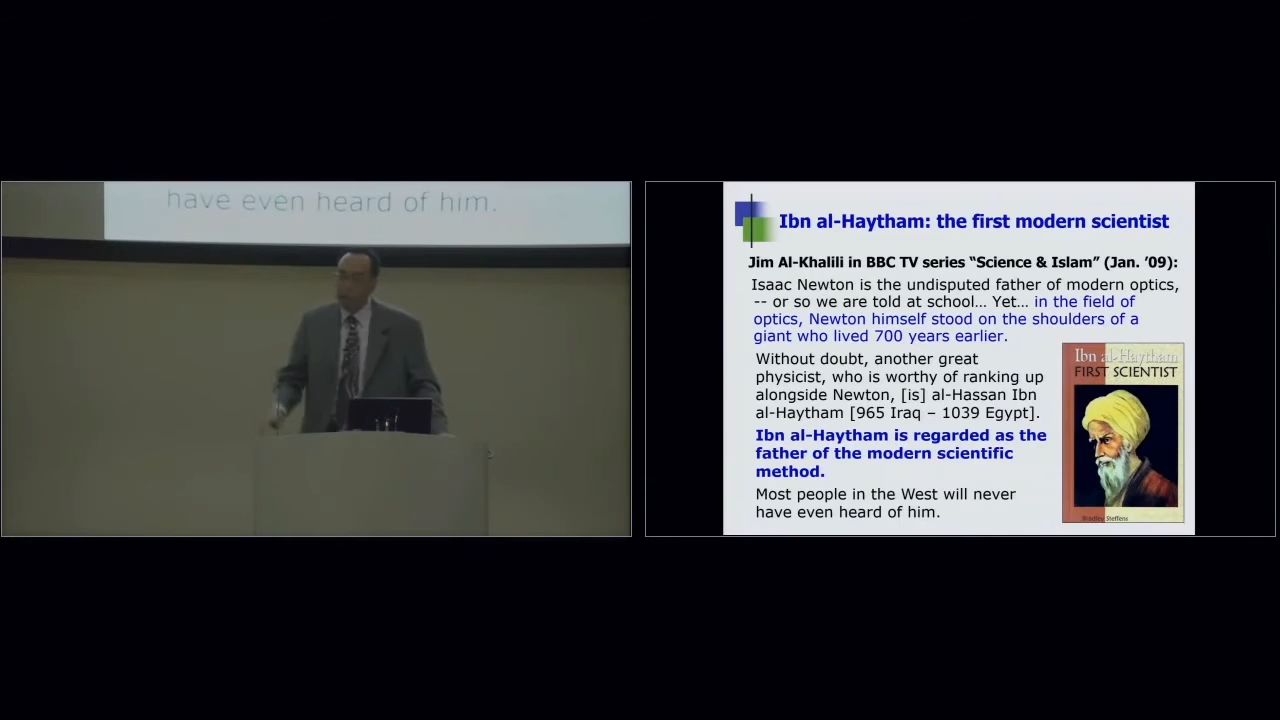 have even heard of him.
Ibn al-Haytham: the first modern scientist
Jim Al-Khalili in BBC TV series “Science & Islam” (Jan. ’09):
Isaac Newton is the undisputed father of modern optics,
-- or so we are told at school… Yet… in the field of
optics, Newton himself stood on the shoulders of a
giant who lived 700 years earlier.
Without doubt, another great
physicist, who is worthy of ranking up
alongside Newton, [is] al-Hassan Ibn
al-Haytham [965 Iraq – 1039 Egypt].
Ibn al-Haytham is regarded as the
father of the modern scientific
method.
Most people in the West will never
have even heard of him.
Ibn al-Haytham
FIRST SCIENTIST
Bradley Steffens